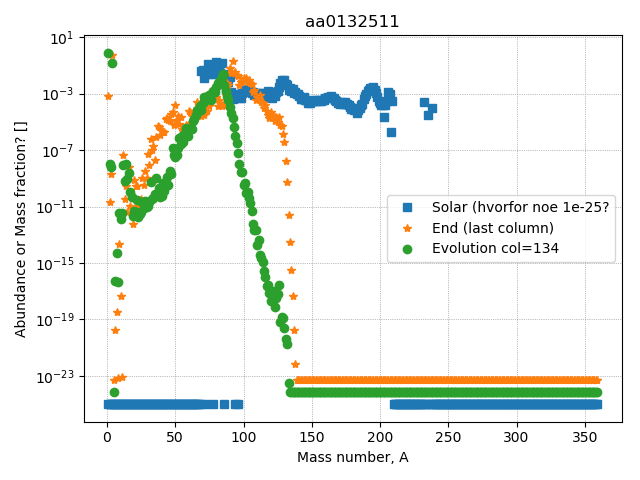 aa0132511
10^1
10^-3
10^-7
10^-11
10^-15
10^-19
10^-23
Abundance or Mass fraction? []
Solar (hvorfor noe 1e-25?
End (last column)
Evolution col=134
0 50 100 150 200 250 300 350
Mass number, A